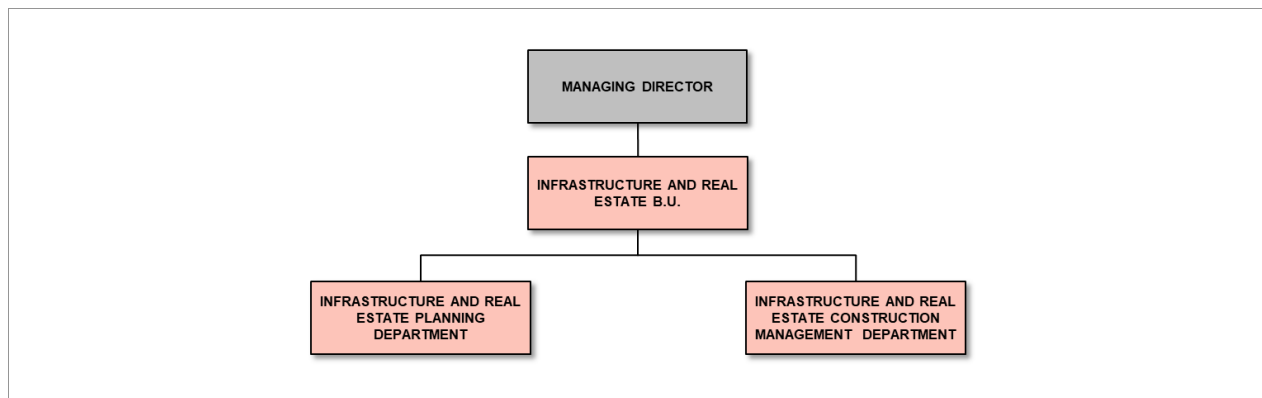 MANAGING DIRECTOR
INFRASTRUCTURE AND REAL
ESTATE B.U.
INFRASTRUCTURE AND REAL
ESTATE PLANNING
DEPARTMENT
INFRASTRUCTURE AND REAL
ESTATE CONSTRUCTION
MANAGEMENT DEPARTMENT